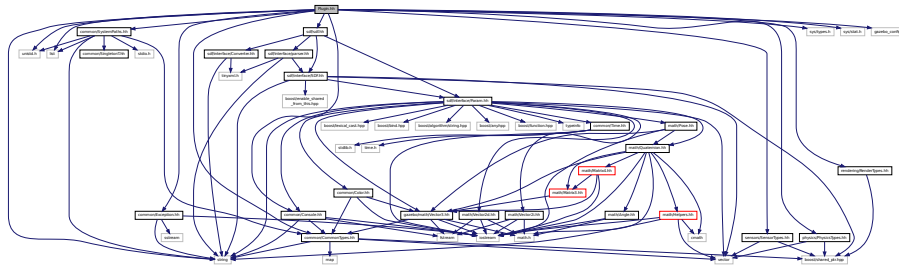 Plugin.hh
common/SystemPaths.hh
sdf/sdf.hh
sys/types.h
sys/stat.h
gazebo_config.h
unistd.h
list
common/SingletonT.hh
stdio.h
sdf/interface/Converter.hh
sdf/interface/parser.hh
tinyxml.h
sdf/interface/SDF.hh
boost/enable_shared
_from_this.hpp
sdf/interface/Param.hh
boost/lexical_cast.hpp
boost/bind.hpp
boost/algorithm/string.hpp
boost/any.hpp
boost/function.hpp
typeinfo
common/Time.hh
math/Pose.hh
stdlib.h
time.h
math/Quaternion.hh
math/Matrix4.hh
rendering/RenderTypes.hh
math/Matrix3.hh
common/Color.hh
common/Exception.hh
common/Console.hh
gazebo/math/Vector3.hh
math/Vector2d.hh
math/Vector2i.hh
math/Angle.hh
math/Helpers.hh
sstream
common/CommonTypes.hh
fstream
iostream
math.h
cmath
sensors/SensorTypes.hh
physics/PhysicsTypes.hh
string
map
vector
boost/shared_ptr.hpp